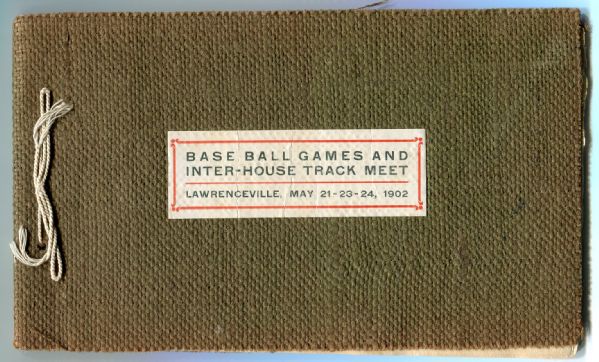 BASE BALL GAMES AND
INTER-HOUSE TRACK MEET
LAWRENCEVILLE, MAY 21-23-24, 1902